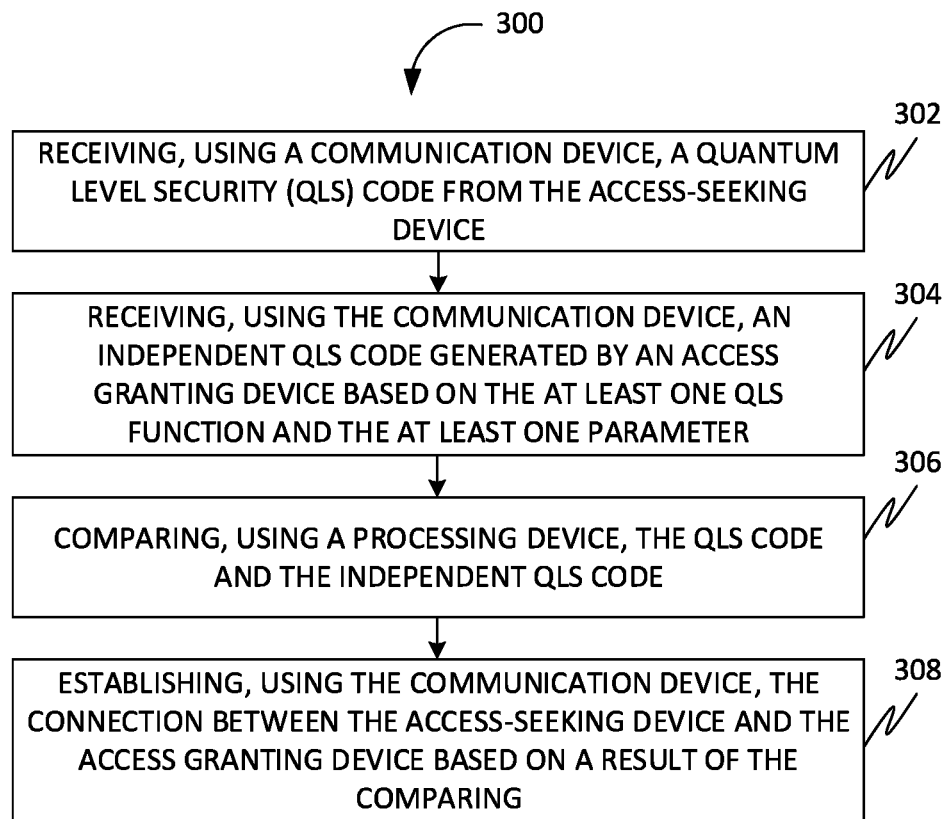 300
302
RECEIVING, USING A COMMUNICATION DEVICE, A QUANTUM
LEVEL SECURITY (QLS) CODE FROM THE ACCESS-SEEKING
DEVICE
304
RECEIVING, USING THE COMMUNICATION DEVICE, AN
INDEPENDENT QLS CODE GENERATED BY AN ACCESS
GRANTING DEVICE BASED ON THE AT LEAST ONE QLS
FUNCTION AND THE AT LEAST ONE PARAMETER
306
COMPARING, USING A PROCESSING DEVICE, THE QLS CODE
AND THE INDEPENDENT QLS CODE
308
ESTABLISHING, USING THE COMMUNICATION DEVICE, THE
CONNECTION BETWEEN THE ACCESS-SEEKING DEVICE AND THE
ACCESS GRANTING DEVICE BASED ON A RESULT OF THE
COMPARING